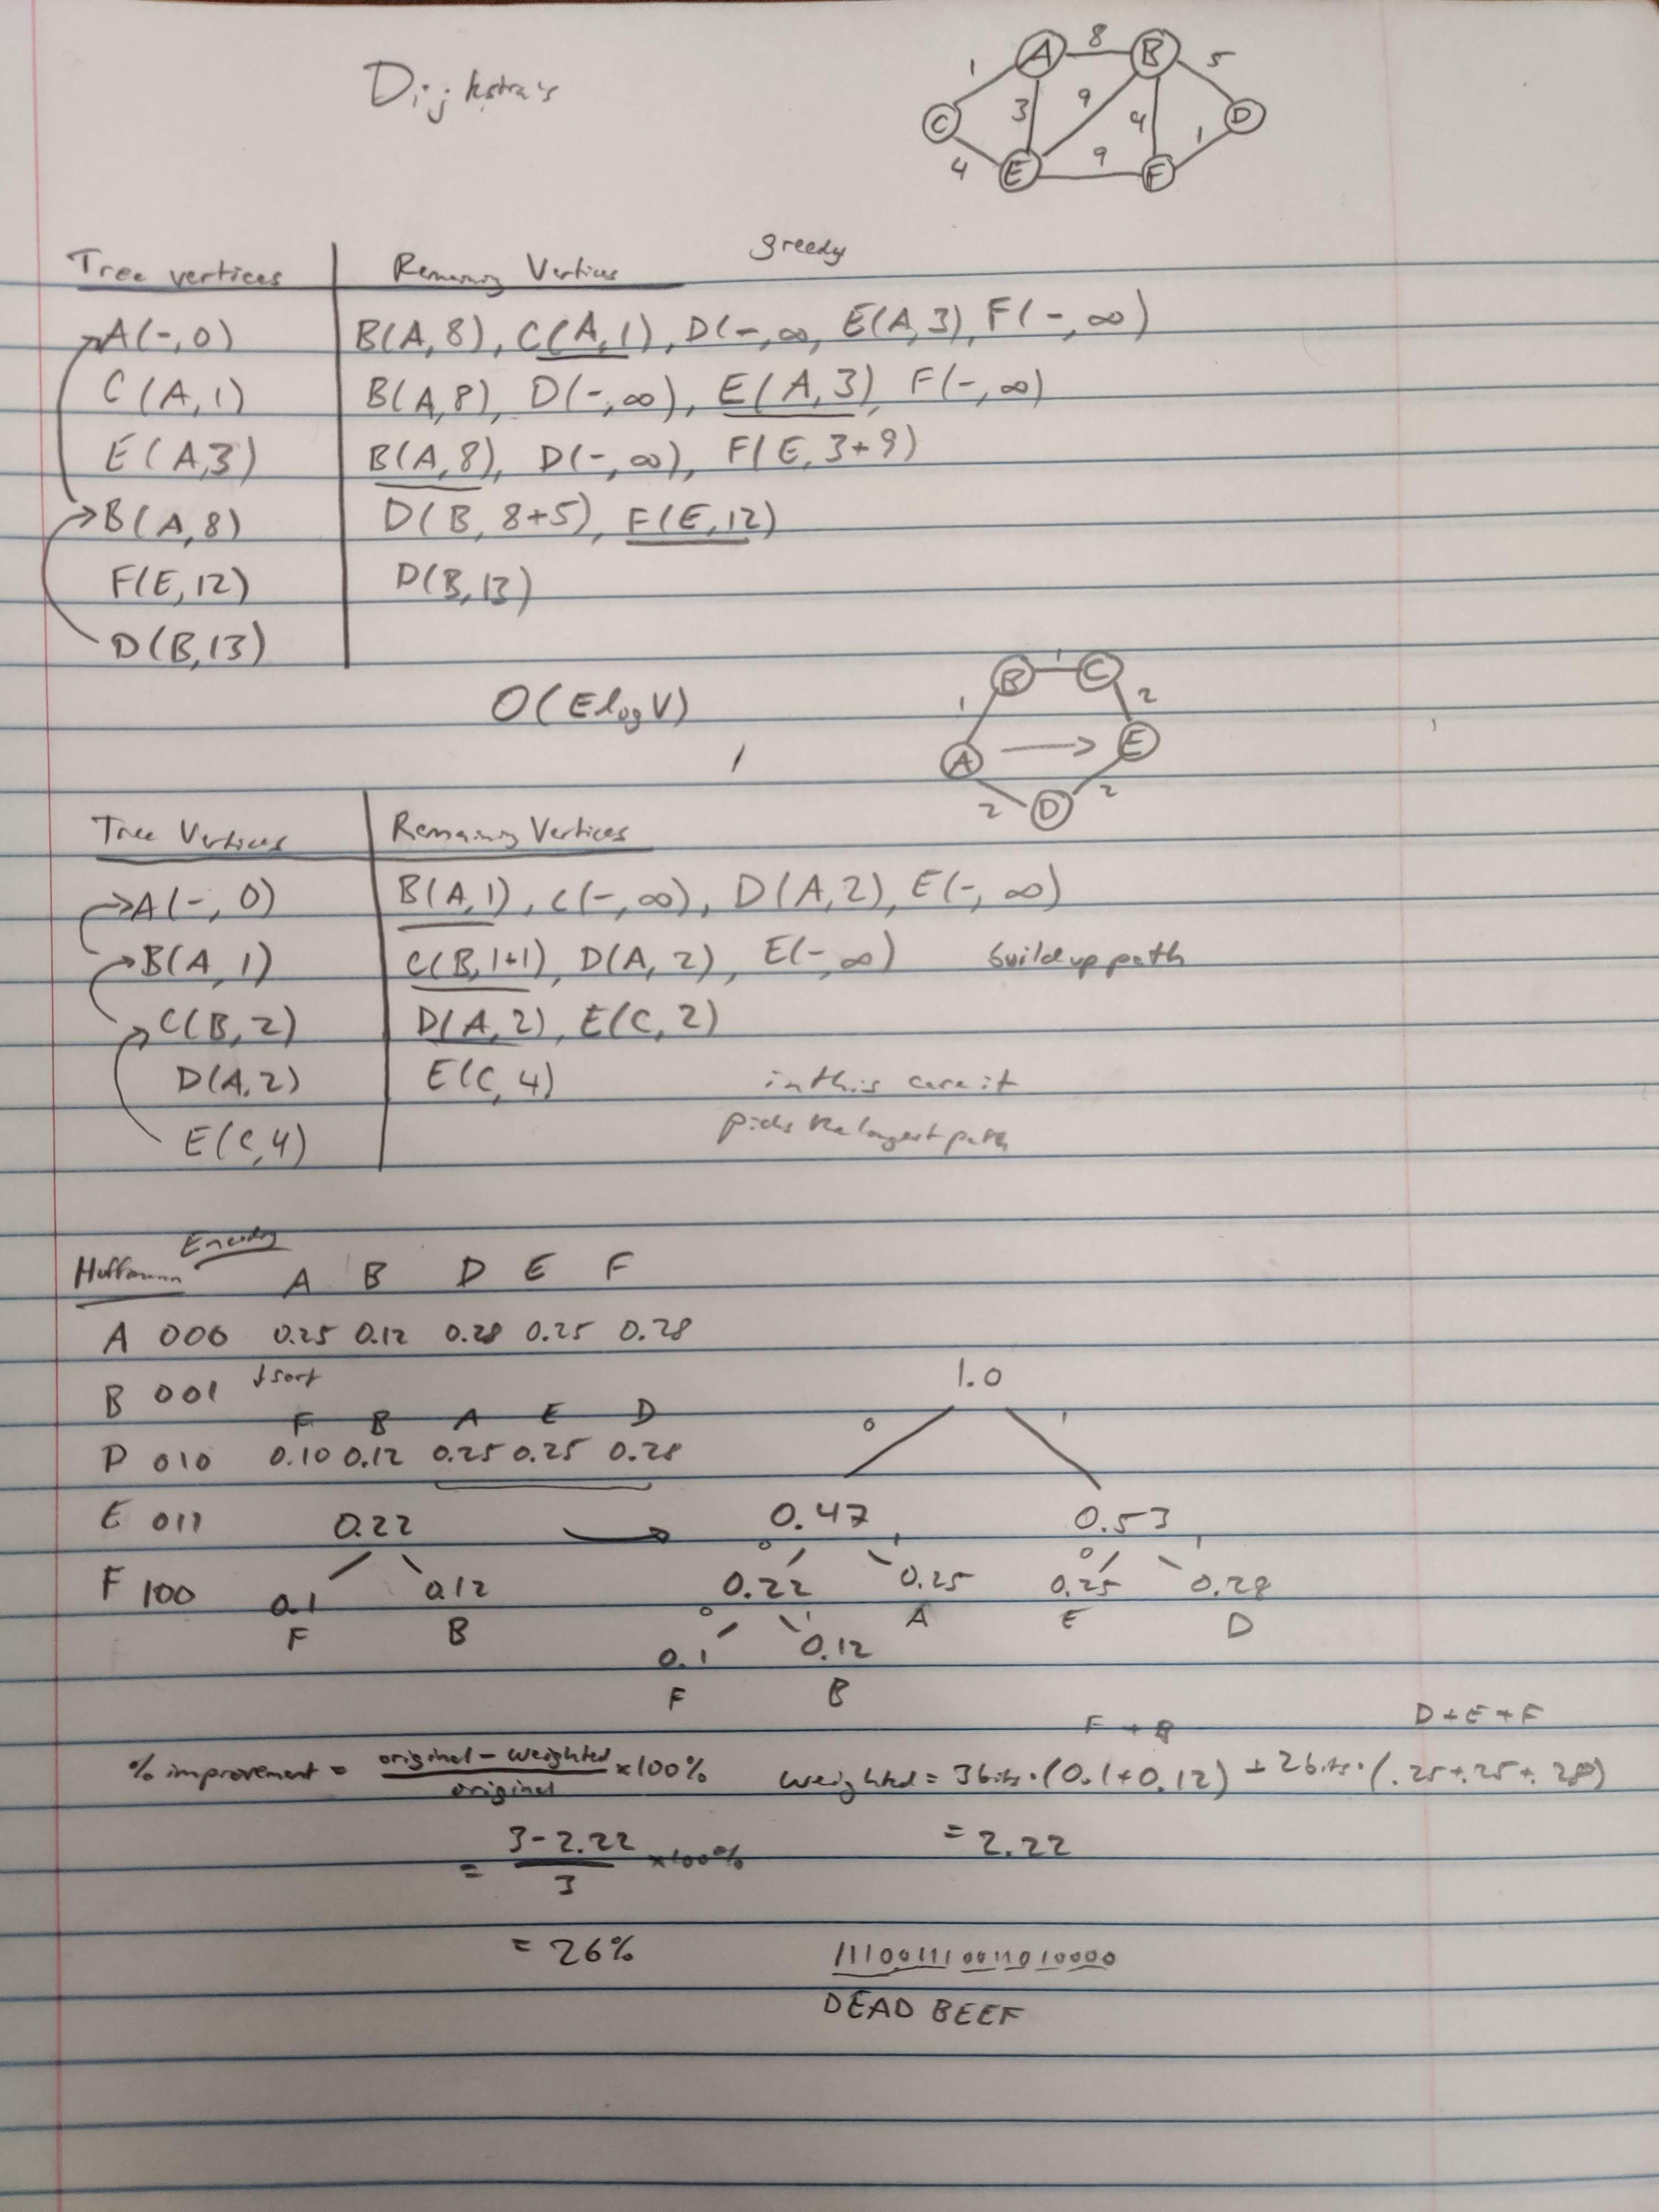 Dijkstra's
A 8 B 5
1 3 9 4 1
C D
4 E 9 F
greedy
Tree vertices Remaining Vertices
A(-,0) B(A,8), C(A,1), D(-,∞, E(A,3), F(-,∞)
C(A,1) B(A,8), D(-,∞), E(A,3), F(-,∞)
E(A,3) B(A,8), D(-,∞), F(E,3+9)
B(A,8) D(B,8+5), F(E,12)
F(E,12) D(B,13)
D(B,13)
O(E log V)
B 1 C
1 2
A E
2 D 2
Tree Vertices Remaining Vertices
A(-,0) B(A,1), C(-,∞), D(A,2), E(-,∞)
B(A,1) C(B,1+1), D(A,2), E(-,∞) build up path
C(B,2) D(A,2), E(C,2)
D(A,2) E(C,4) in this case it
E(C,4) picks the longest path
Huffman Encoding A B D E F
A 000 0.25 0.12 0.28 0.25 0.28
B 001 ↓sort
F B A E D
D 010 0.10 0.12 0.25 0.25 0.28
E 011 0.22
F 100 0.1 0.12
F B
1.0
0 1
0.47 0.53
0 1 0 1
0.22 0.25 0.25 0.28
0 1 A E D
0.1 0.12
F B
F + B D + E + F
% improvement = original - weighted / original ×100% weighted = 3bits·(0.1+0.12) + 2bits·(.25+.25+.28)
= 3-2.22 / 3 ×100% = 2.22
= 26%
111001110011010000
DEAD BEEF